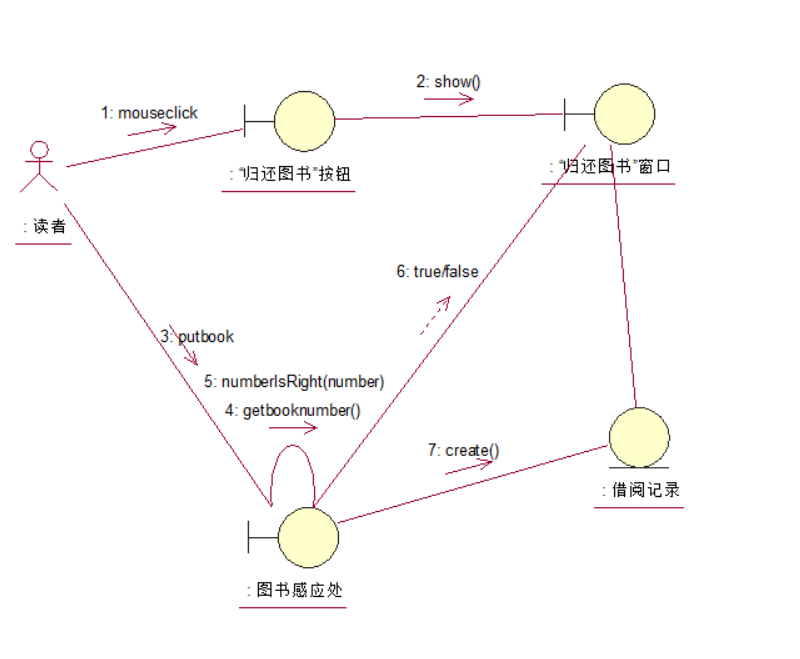 2: show()
1: mouseclick
: “归还图书”按钮
: “归还图书”窗口
: 读者
6: true/false
3: putbook
5: numberIsRight(number)
4: getbooknumber()
7: create()
: 借阅记录
: 图书感应处